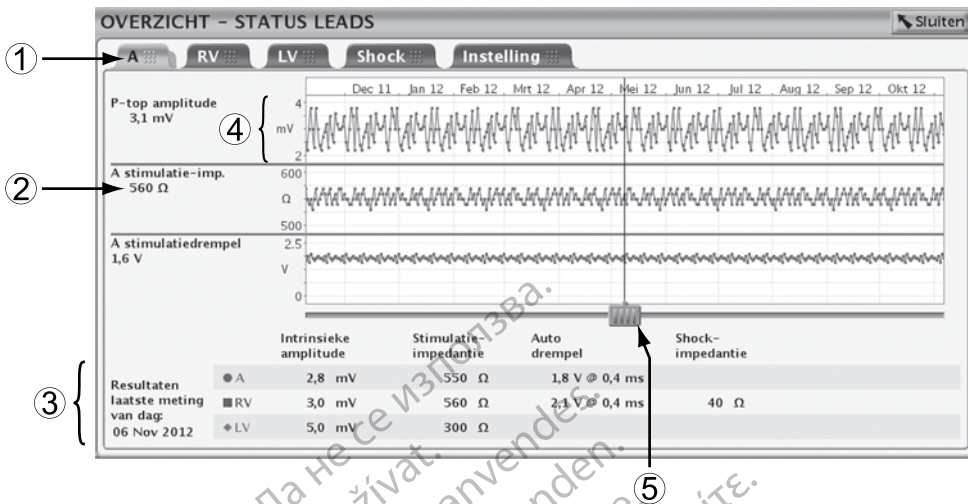 OVERZICHT - STATUS LEADS
Sluiten
1
A RV LV Shock Instelling
Dec 11 Jan 12 Feb 12 Mrt 12 Apr 12 Mei 12 Jun 12 Jul 12 Aug 12 Sep 12 Okt 12
P-top amplitude
3,1 mV
4
4
mV
2
2
A stimulatie-imp.
560 Ω
600
Ω
500
A stimulatiedrempel
1,6 V
2.5
V
0
Intrinsieke amplitude
Stimulatie-impedantie
Auto drempel
Shock-impedantie
5
3
Resultaten
laatste meting
van dag:
06 Nov 2012
A 2,8 mV 550 Ω 1,8 V @ 0,4 ms
RV 3,0 mV 560 Ω 2,1 V @ 0,4 ms 40 Ω
LV 5,0 mV 300 Ω
Да не се използва.
anvendes.